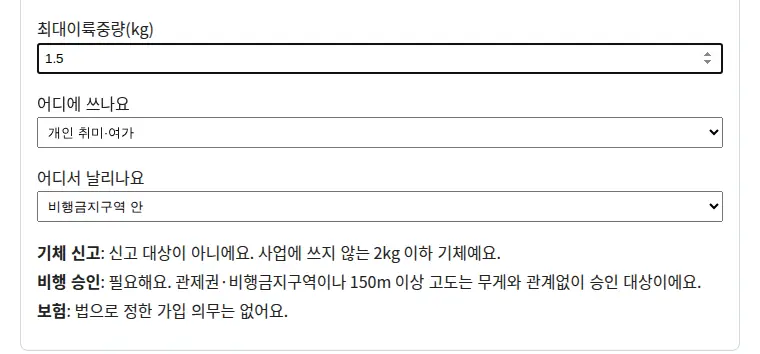 최대이륙중량(kg)
1.5
어디에 쓰나요
개인 취미·여가
어디서 날리나요
비행금지구역 안
기체 신고: 신고 대상이 아니에요. 사업에 쓰지 않는 2kg 이하 기체예요.
비행 승인: 필요해요. 관제권·비행금지구역이나 150m 이상 고도는 무게와 관계없이 승인 대상이에요.
보험: 법으로 정한 가입 의무는 없어요.